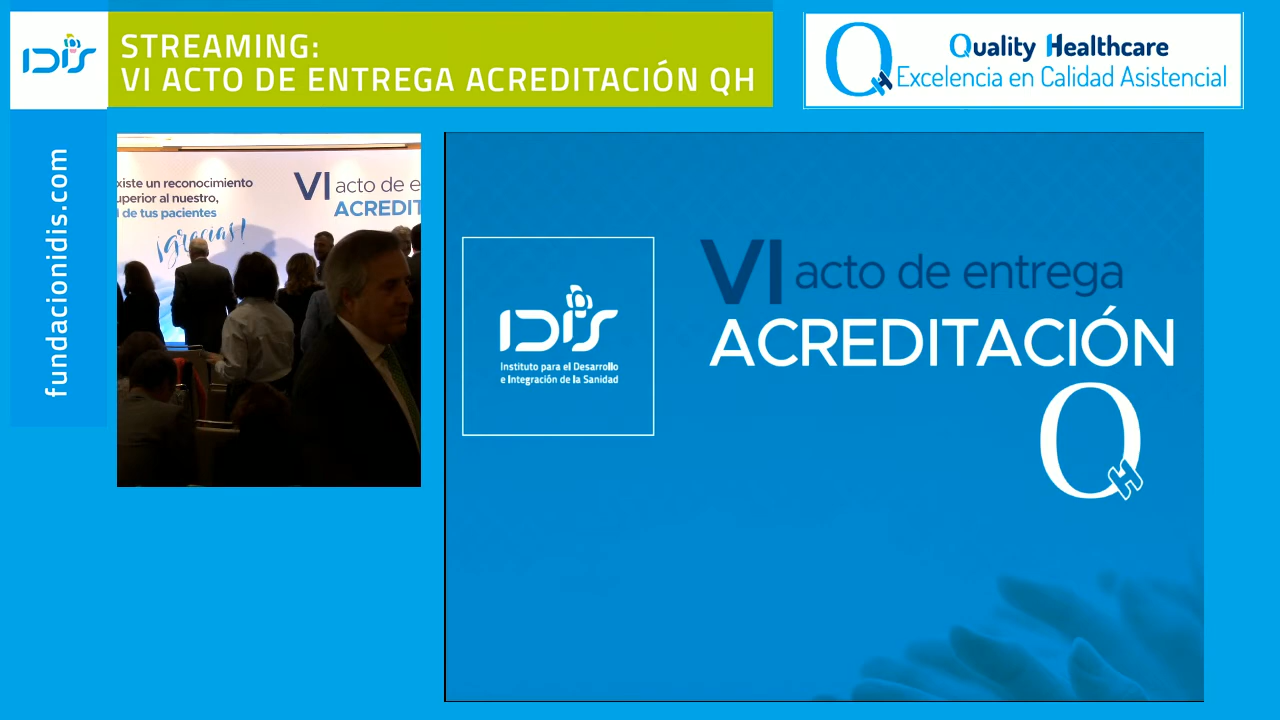 IDIS
STREAMING:
VI ACTO DE ENTREGA ACREDITACIÓN QH
QH
Quality Healthcare
Excelencia en Calidad Asistencial
fundacionidis.com
xiste un reconocimiento
uperior al nuestro,
l de tus pacientes
¡gracias!
VI acto de e
ACREDIT
IDIS
Instituto para el Desarrollo
e Integración de la Sanidad
VI acto de entrega
ACREDITACIÓN
QH